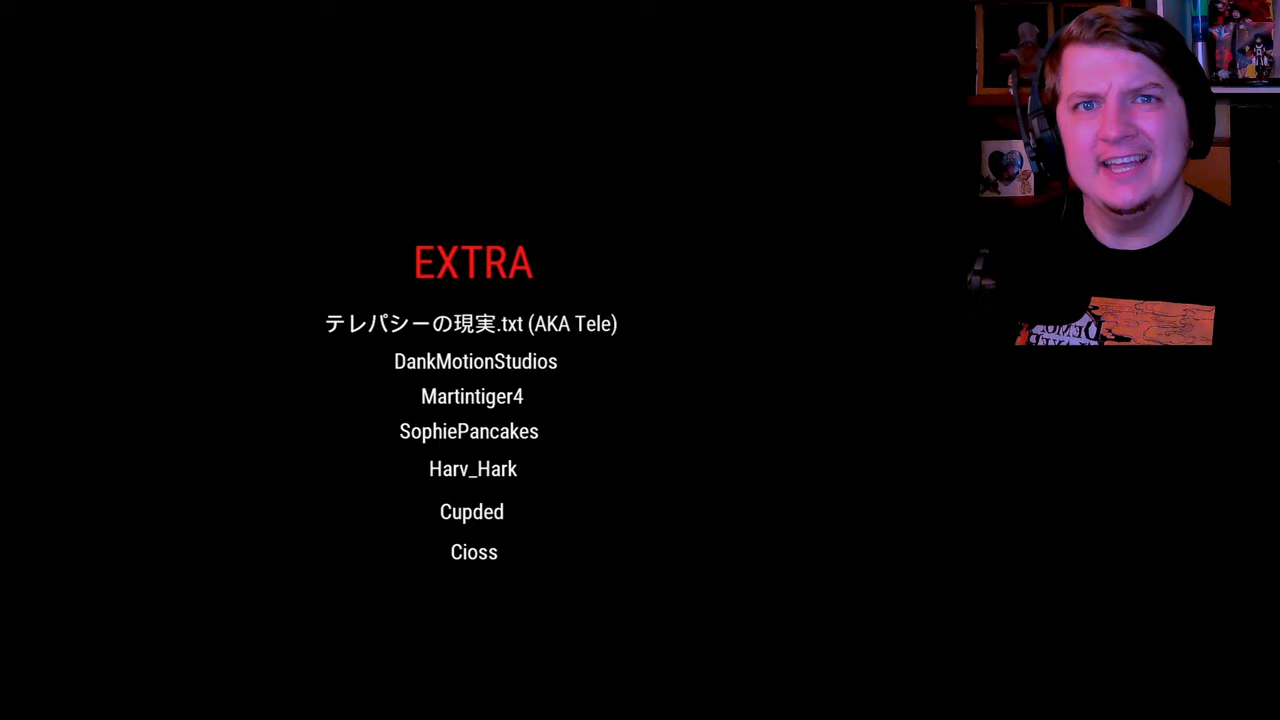 EXTRA
テレパシーの現実.txt (AKA Tele)
DankMotionStudios
Martintiger4
SophiePancakes
Harv_Hark
Cupded
Cioss